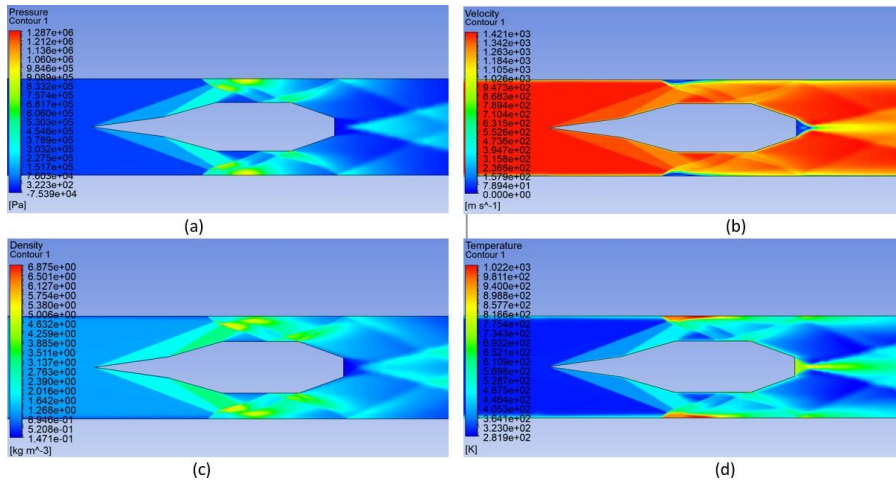 Pressure
Contour 1
1.287e+06
1.212e+06
1.136e+06
1.060e+06
9.846e+05
9.089e+05
8.332e+05
7.574e+05
6.817e+05
6.060e+05
5.303e+05
4.546e+05
3.789e+05
3.032e+05
2.275e+05
1.517e+05
7.603e+04
3.223e+02
-7.539e+04
[Pa]
(a)
Velocity
Contour 1
1.421e+03
1.342e+03
1.263e+03
1.184e+03
1.105e+03
1.026e+03
9.473e+02
8.683e+02
7.894e+02
7.104e+02
6.315e+02
5.526e+02
4.736e+02
3.947e+02
3.158e+02
2.368e+02
1.579e+02
7.894e+01
0.000e+00
[m s^-1]
(b)
Density
Contour 1
6.875e+00
6.501e+00
6.127e+00
5.754e+00
5.380e+00
5.006e+00
4.632e+00
4.259e+00
3.885e+00
3.511e+00
3.137e+00
2.763e+00
2.390e+00
2.016e+00
1.642e+00
1.268e+00
8.946e-01
5.208e-01
1.471e-01
[kg m^-3]
(c)
Temperature
Contour 1
1.022e+03
9.811e+02
9.400e+02
8.988e+02
8.577e+02
8.166e+02
7.754e+02
7.343e+02
6.932e+02
6.521e+02
6.109e+02
5.698e+02
5.287e+02
4.875e+02
4.464e+02
4.053e+02
3.641e+02
3.230e+02
2.819e+02
[K]
(d)